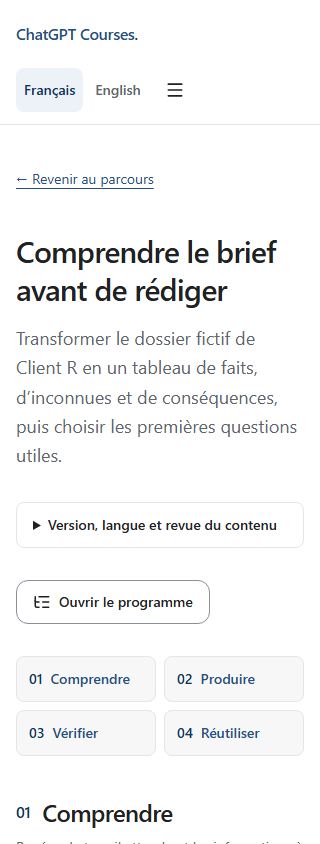 ChatGPT Courses.
Français English
← Revenir au parcours
Comprendre le brief
avant de rédiger
Transformer le dossier fictif de
Client R en un tableau de faits,
d’inconnues et de conséquences,
puis choisir les premières questions
utiles.
Version, langue et revue du contenu
Ouvrir le programme
01 Comprendre 02 Produire
03 Vérifier 04 Réutiliser
01 Comprendre